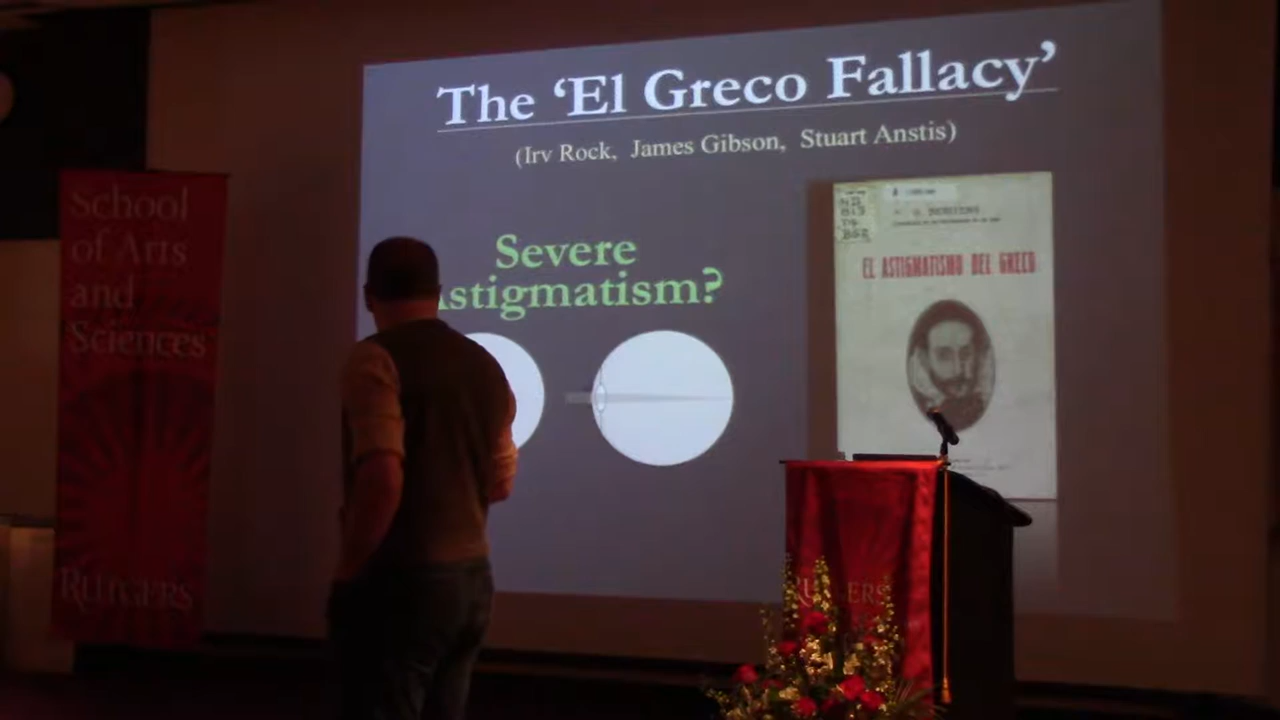 The ‘El Greco Fallacy’
(Irv Rock, James Gibson, Stuart Anstis)
School
of Arts
and
Sciences
RUTGERS
Severe
stigmatism?
EL ASTIGMATISMO DEL GRECO